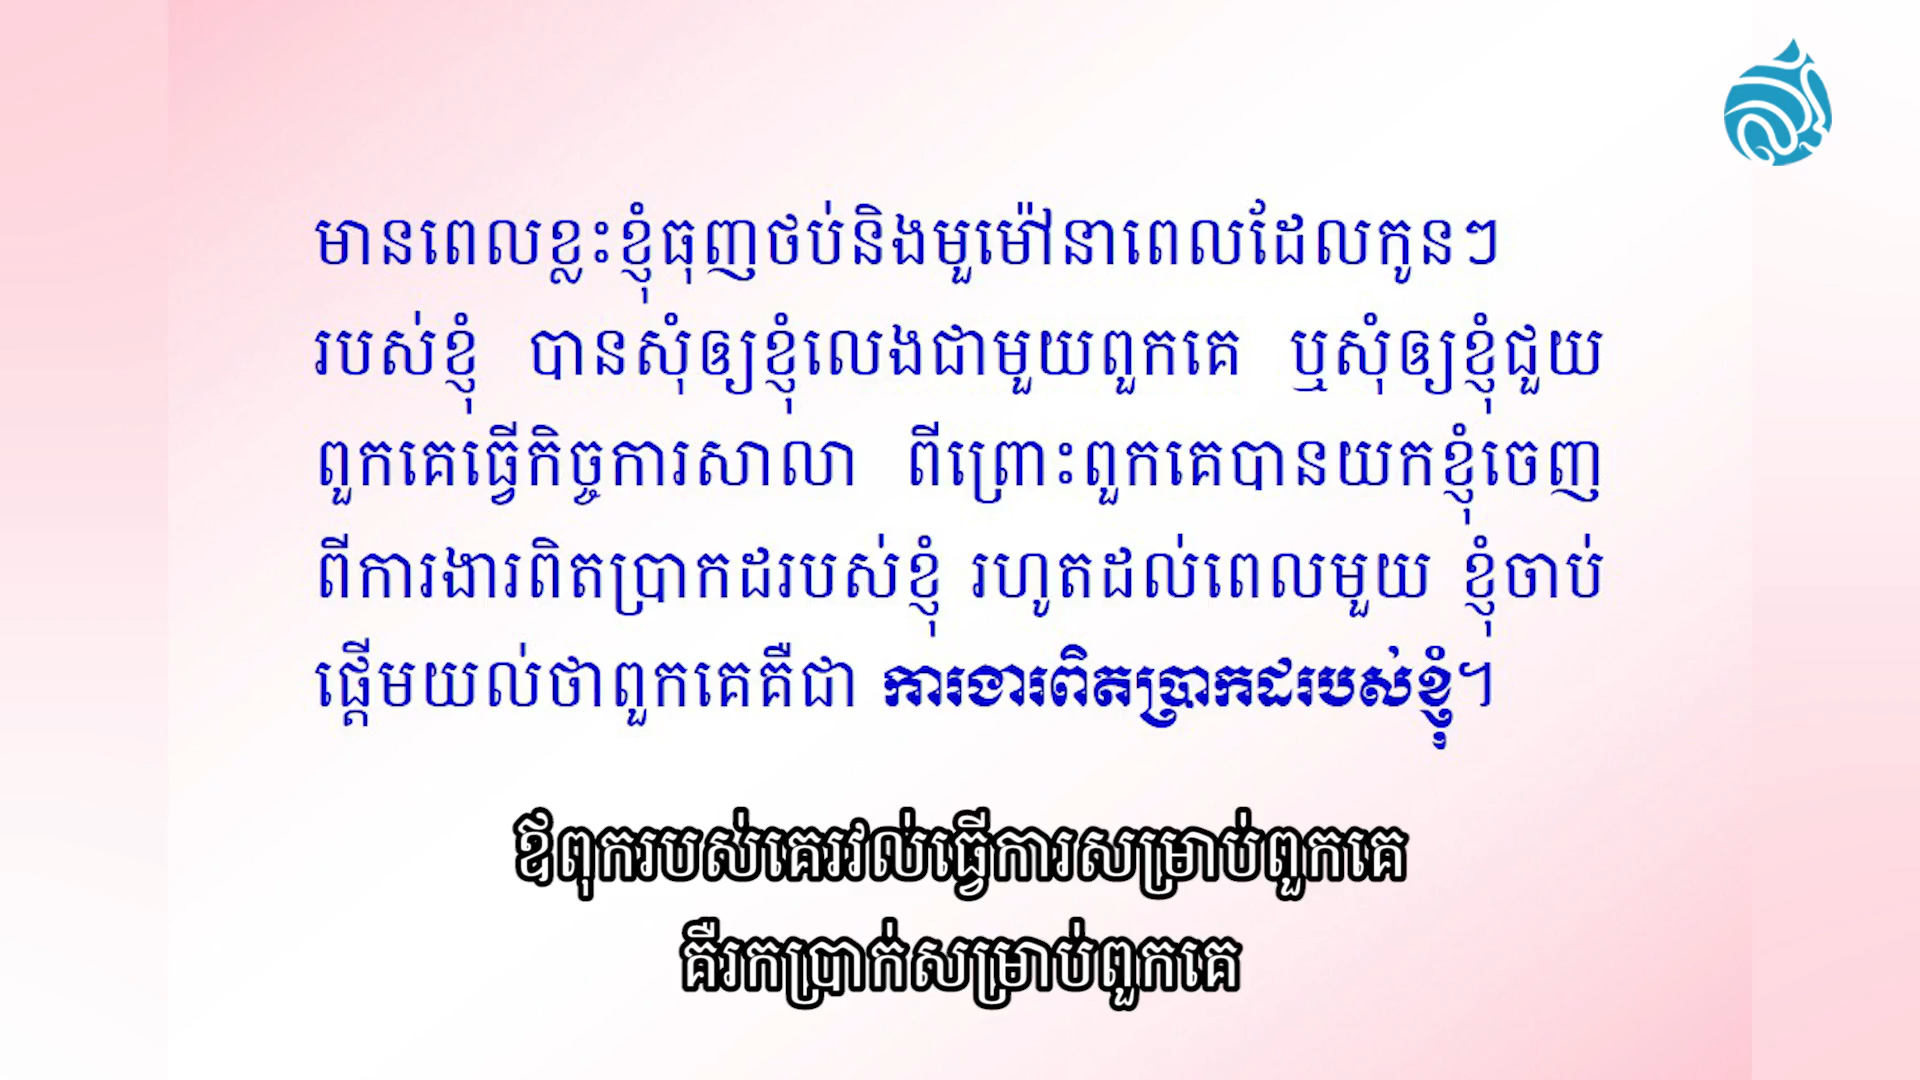 មានពេលខ្លះខ្ញុំធុញថប់និងមួម៉ៅនាពេលដែលកូនៗ
របស់ខ្ញុំ បានសុំឲ្យខ្ញុំលេងជាមួយពួកគេ ឬសុំឲ្យខ្ញុំជួយ
ពួកគេធ្វើកិច្ចការសាលា ពីព្រោះពួកគេបានយកខ្ញុំចេញ
ពីការងារពិតប្រាកដរបស់ខ្ញុំ រហូតដល់ពេលមួយ ខ្ញុំចាប់
ផ្ដើមយល់ថាពួកគេគឺជា ការងារពិតប្រាកដរបស់ខ្ញុំ។
ឪពុករបស់គេរវល់ធ្វើការសម្រាប់ពួកគេ
គឺរកប្រាក់សម្រាប់ពួកគេ